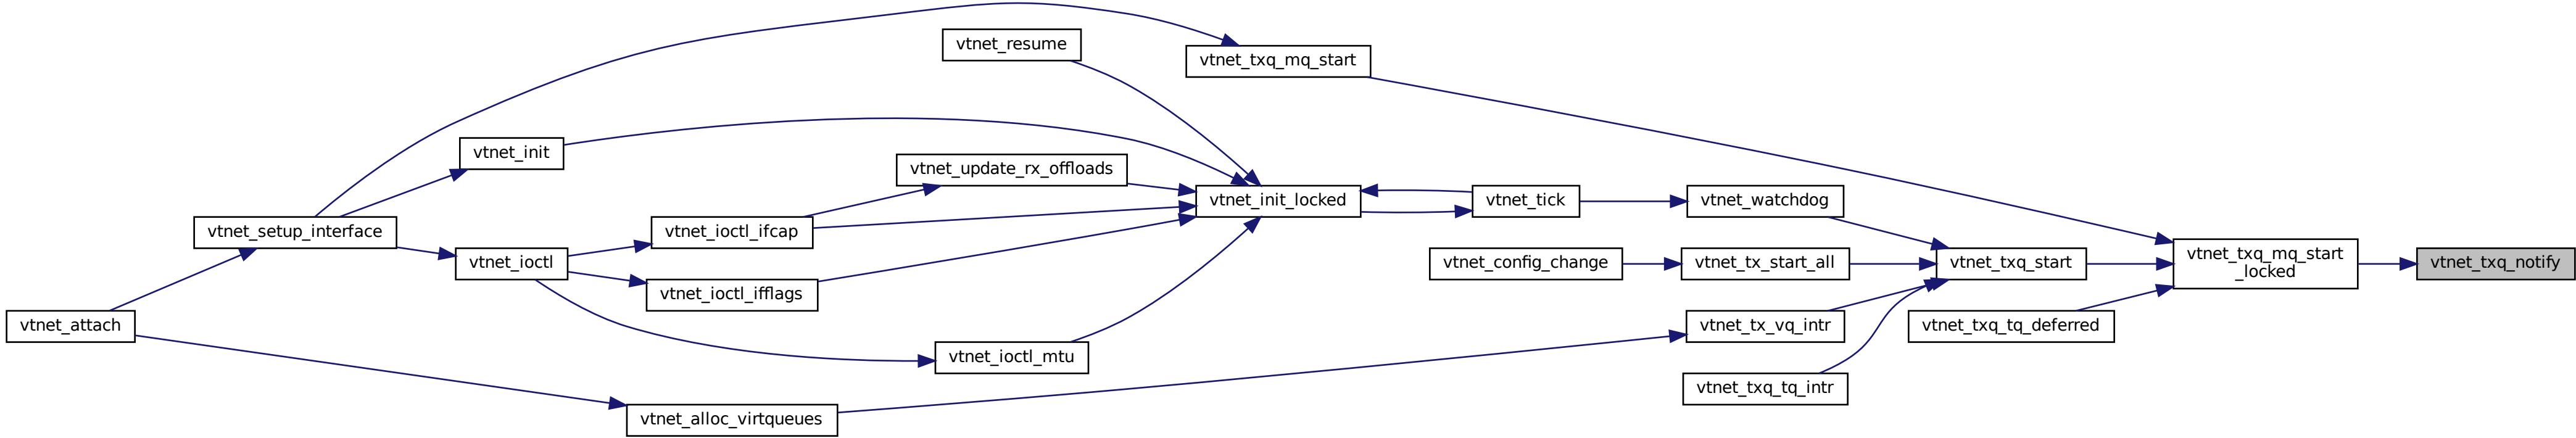 vtnet_resume
vtnet_txq_mq_start
vtnet_init
vtnet_update_rx_offloads
vtnet_init_locked
vtnet_tick
vtnet_watchdog
vtnet_setup_interface
vtnet_ioctl_ifcap
vtnet_ioctl
vtnet_config_change
vtnet_tx_start_all
vtnet_txq_start
vtnet_txq_mq_start
_locked
vtnet_txq_notify
vtnet_ioctl_ifflags
vtnet_attach
vtnet_tx_vq_intr
vtnet_txq_tq_deferred
vtnet_ioctl_mtu
vtnet_txq_tq_intr
vtnet_alloc_virtqueues